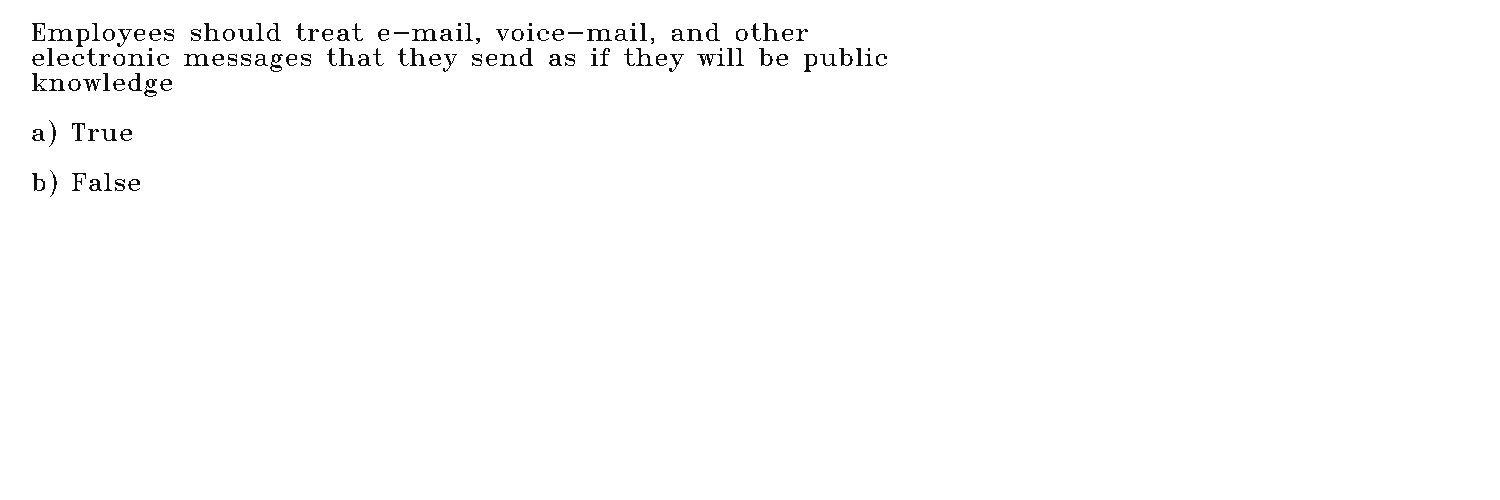 Employees should treat e−mail, voice−mail, and other
electronic messages that they send as if they will be public
knowledge
a) True
b) False